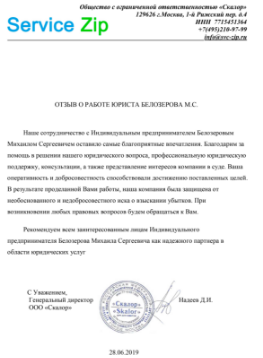 Service Zip
Общество с ограниченной ответственностью «Скалор»
129626 г.Москва, 1-й Рижский пер. д.4
ИНН 7715451364
+7(495)210-97-99
info@svc-zip.ru
ОТЗЫВ О РАБОТЕ ЮРИСТА БЕЛОЗЕРОВА М.С.
Наше сотрудничество с Индивидуальным предпринимателем Белозеровым
Михаилом Сергеевичем оставило самые благоприятные впечатления. Благодарим за
помощь в решении нашего юридического вопроса, профессиональную юридическую
поддержку, консультации, а также представление интересов компании в суде. Ваша
оперативность и добросовестность способствовали достижению поставленных целей.
В результате проделанной Вами работы, наша компания была защищена от
необоснованного и недобросовестного иска о взыскании убытков. При
возникновении любых правовых вопросов будем обращаться к Вам.
Рекомендуем всем заинтересованным лицам Индивидуального
предпринимателя Белозерова Михаила Сергеевича как надежного партнера в
области юридических услуг
С Уважением,
Генеральный директор
ООО «Скалор»
«Скалор»
«Skalor»
Надеев Д.И.
28.06.2019